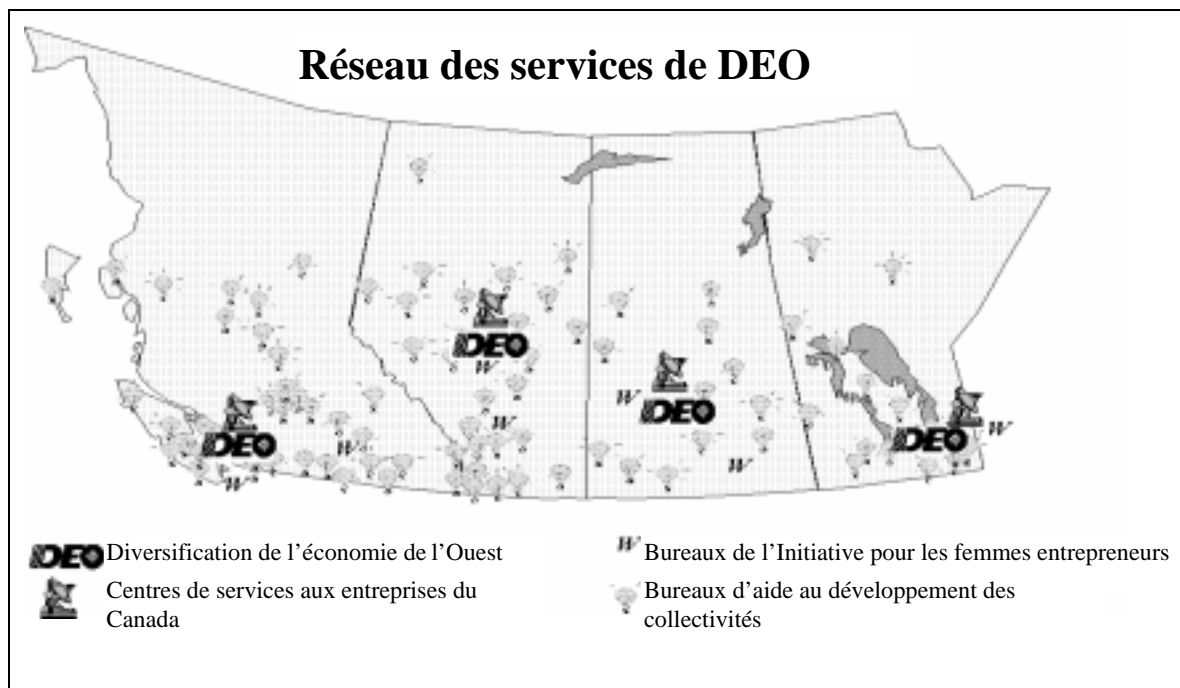 Réseau des services de DEO
DEO
W
W
W
DEO
W
W
DEO
DEO
W
W
DEO Diversification de l’économie de l’Ouest
Centres de services aux entreprises du
Canada
W Bureaux de l’Initiative pour les femmes entrepreneurs
Bureaux d’aide au développement des
collectivités